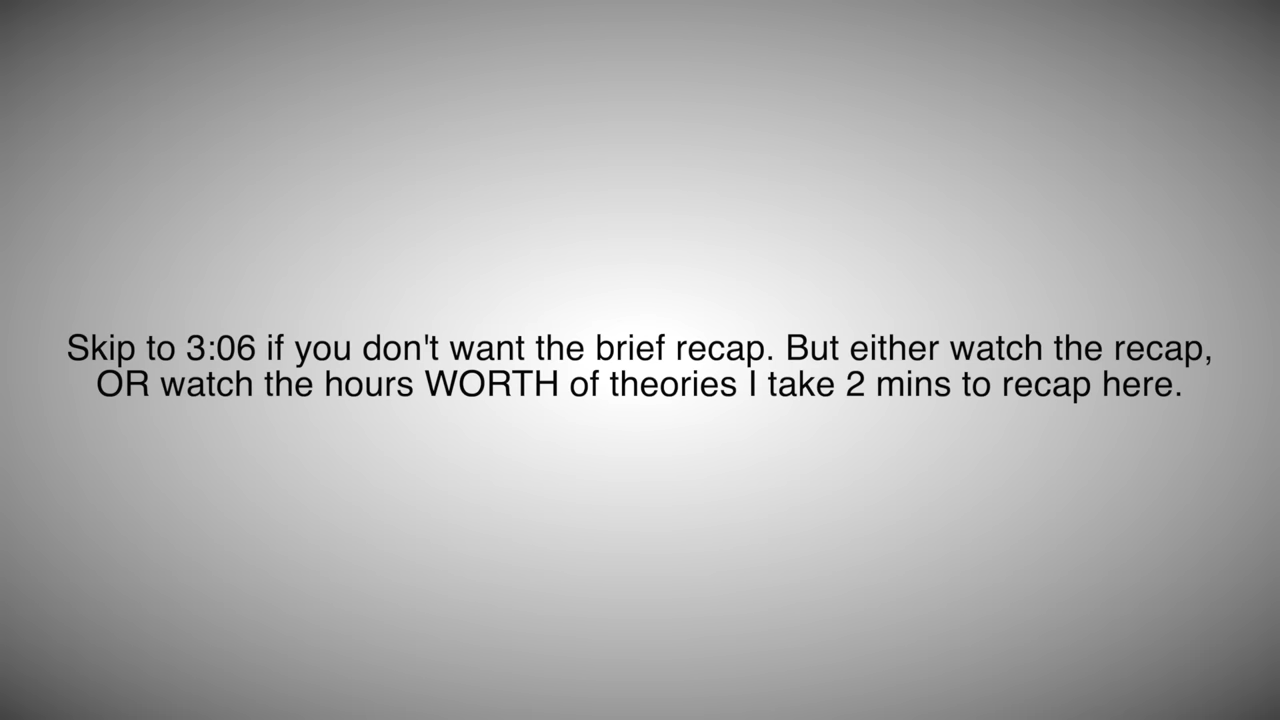 Skip to 3:06 if you don't want the brief recap. But either watch the recap,
OR watch the hours WORTH of theories I take 2 mins to recap here.